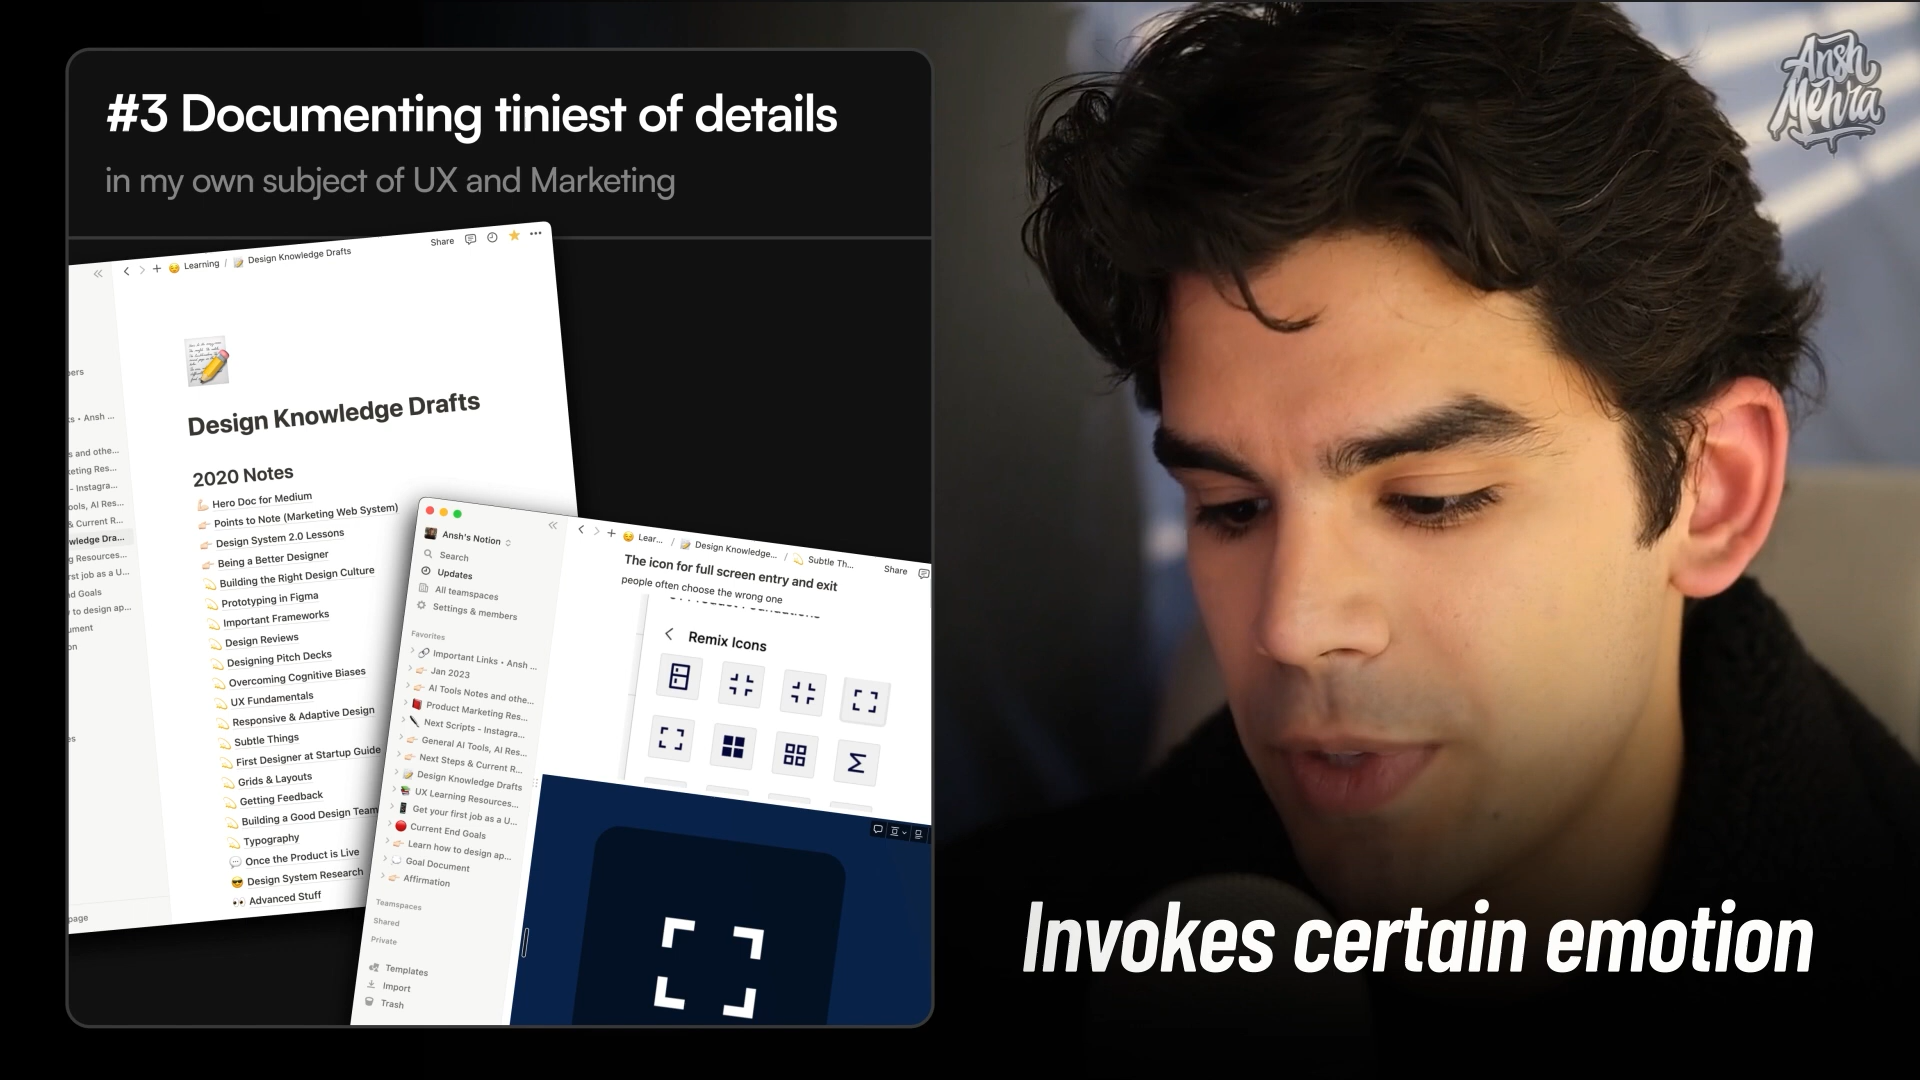 #3 Documenting tiniest of details
in my own subject of UX and Marketing
Ansh
Mehra
Share
Learning / Design Knowledge Drafts
Design Knowledge Drafts
2020 Notes
Hero Doc for Medium
Points to Note (Marketing Web System)
Design System 2.0 Lessons
Being a Better Designer
Building the Right Design Culture
Prototyping in Figma
Important Frameworks
Design Reviews
Designing Pitch Decks
Overcoming Cognitive Biases
UX Fundamentals
Responsive & Adaptive Design
Subtle Things
First Designer at Startup Guide
Grids & Layouts
Getting Feedback
Building a Good Design Team
Typography
Once the Product is Live
Design System Research
Advanced Stuff
Ansh's Notion
Search
Updates
All teamspaces
Settings & members
Favorites
Important Links • Ansh ...
Jan 2023
AI Tools Notes and othe...
Product Marketing Res...
Next Scripts - Instagra...
General AI Tools, AI Res...
Next Steps & Current R...
Design Knowledge Drafts
UX Learning Resources...
Get your first job as a U...
Current End Goals
Learn how to design ap...
Goal Document
Affirmation
Teamspaces
Shared
Private
Templates
Import
Trash
Lear... / Design Knowledge... / Subtle Th...
Share
The icon for full screen entry and exit
people often choose the wrong one
Remix Icons
Invokes certain emotion